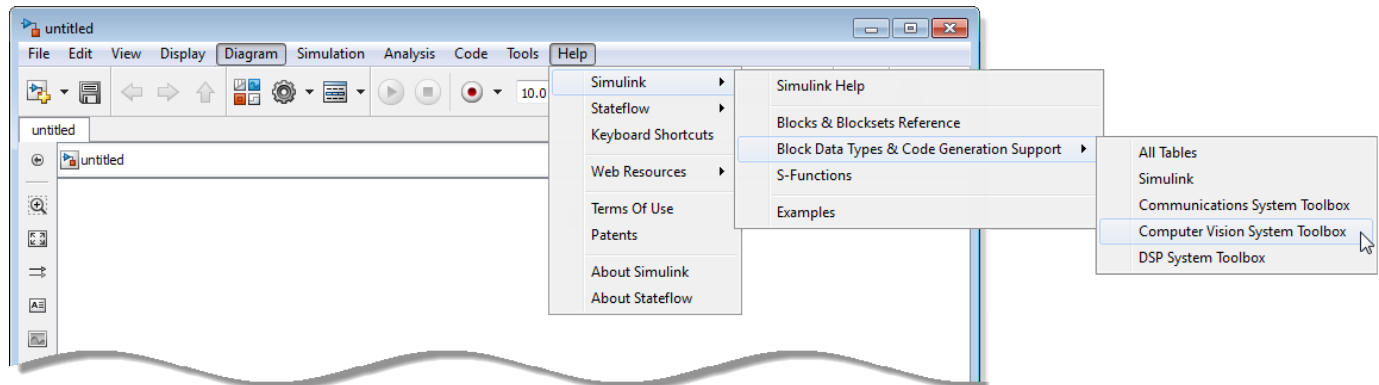 untitled
File Edit View Display Diagram Simulation Analysis Code Tools Help
10.0
untitled
untitled
Simulink
Stateflow
Keyboard Shortcuts
Web Resources
Terms Of Use
Patents
About Simulink
About Stateflow
Simulink Help
Blocks & Blocksets Reference
Block Data Types & Code Generation Support
S-Functions
Examples
All Tables
Simulink
Communications System Toolbox
Computer Vision System Toolbox
DSP System Toolbox
A